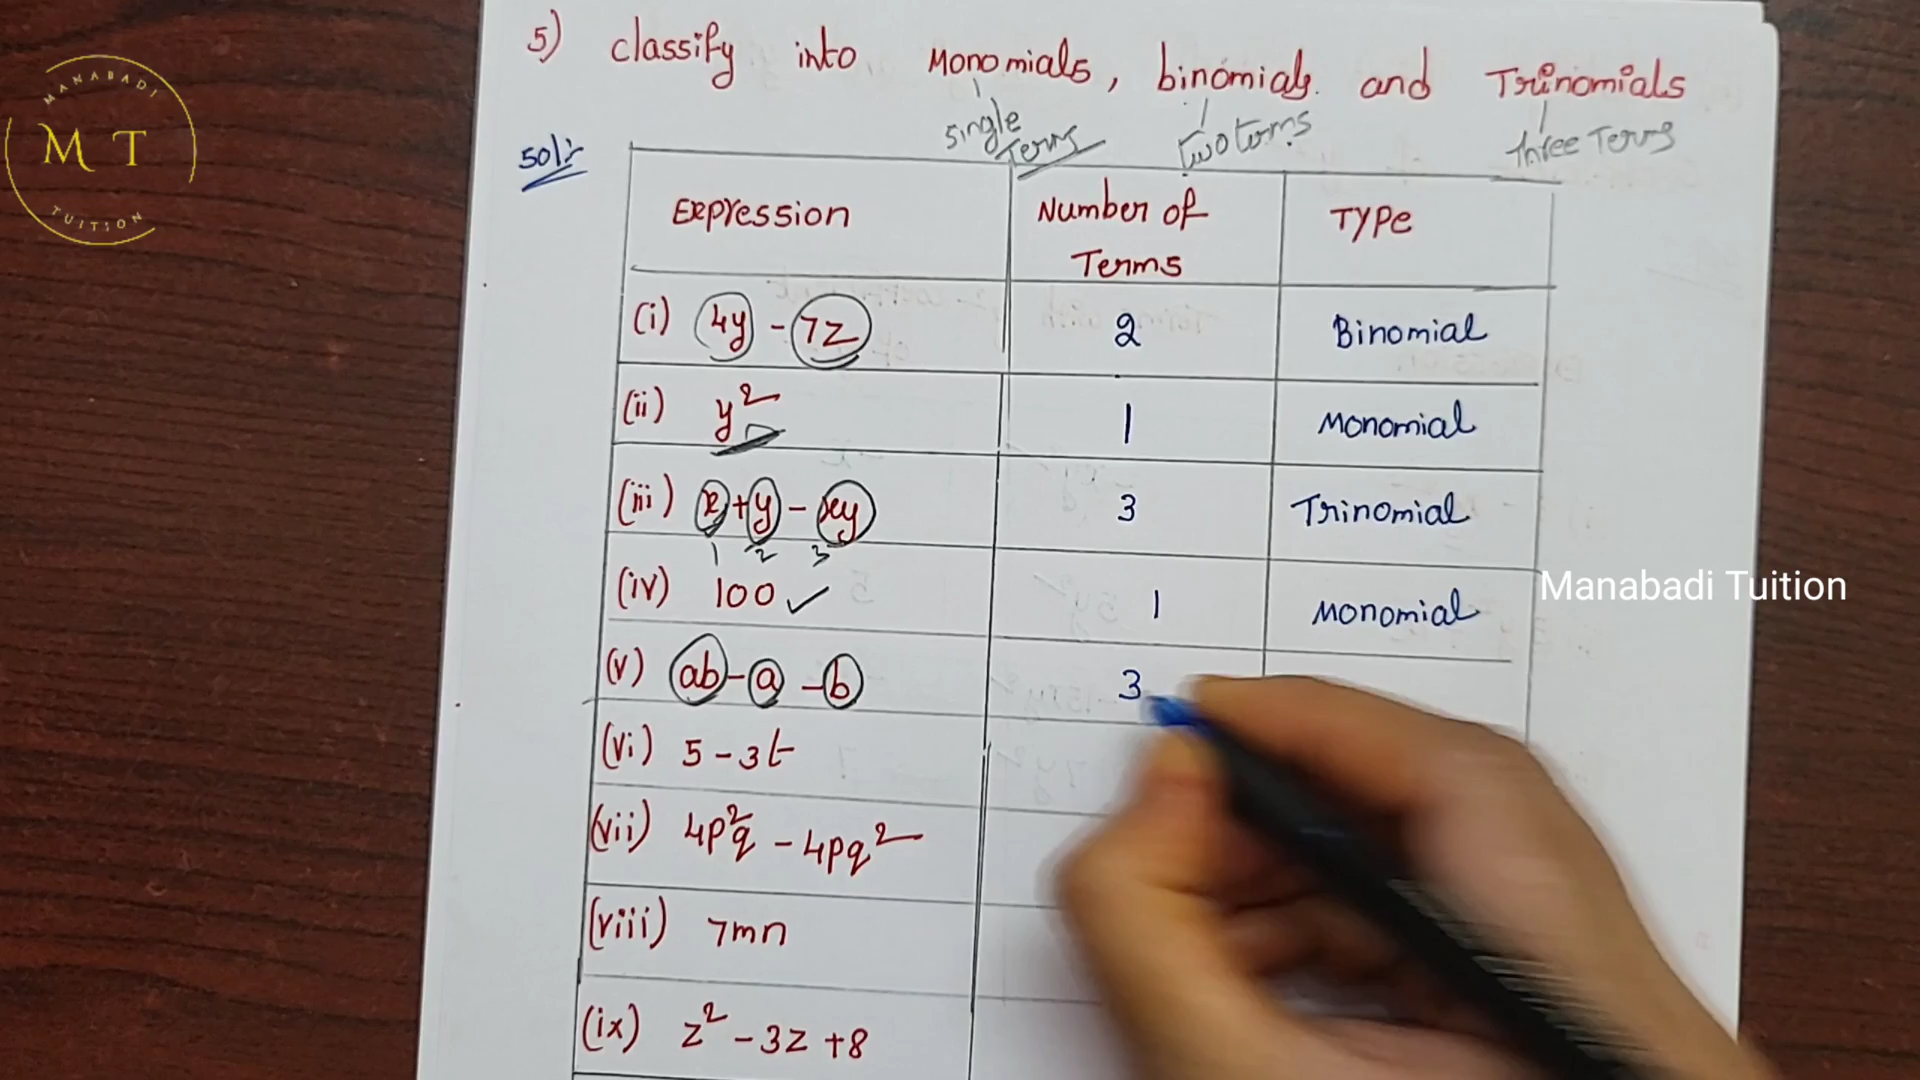 5) classify into Monomials, binomials. and Trinomials
single Terms
two terms
three Terms
MANABADI
MT
TUITION
Sol:
Expression Number of Terms Type
(i) 4y - 7z 2 Binomial
(ii) y² 1 Monomial
(iii) x + y - xy 3 Trinomial
1 2 3
(iv) 100 ✓ 1 Monomial
Manabadi Tuition
(v) ab - a - b 3
(vi) 5 - 3t
(vii) 4p²q - 4pq²
(viii) 7mn
(ix) z² - 3z + 8